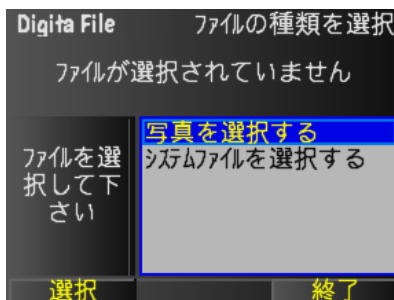 Digita File ファイルの種類を選択
ファイルが選択されていません
写真を選択する
システムファイルを選択する
ファイルを選
択して下
さい
選択 終了